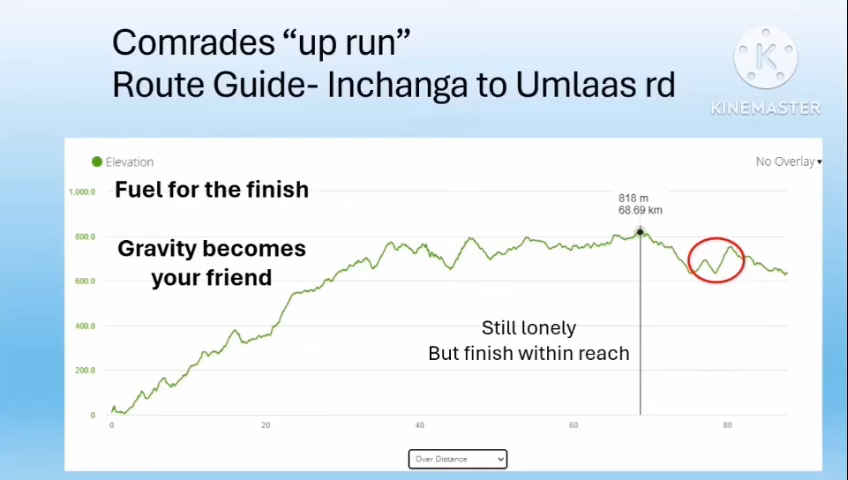 Comrades “up run”
Route Guide- Inchanga to Umlaas rd
K
KINEMASTER
Elevation
No Overlay
1,000.0
Fuel for the finish
818 m
68.69 km
800.0
Gravity becomes
your friend
600.0
400.0
Still lonely
But finish within reach
200.0
0
0
20
40
60
80
Over Distance